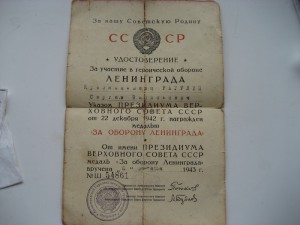 За нашу Советскую Родину
СССР
УДОСТОВЕРЕНИЕ
За участие в героической обороне
ЛЕНИНГРАДА
Указом ПРЕЗИДИУМА ВЕР-
ХОВНОГО СОВЕТА СССР
от 22 декабря 1942 г. награжден
медалью
«ЗА ОБОРОНУ ЛЕНИНГРАДА»
От имени ПРЕЗИДИУМА
ВЕРХОВНОГО СОВЕТА СССР
медаль «За оборону Ленинграда»
вручена 1943 г.